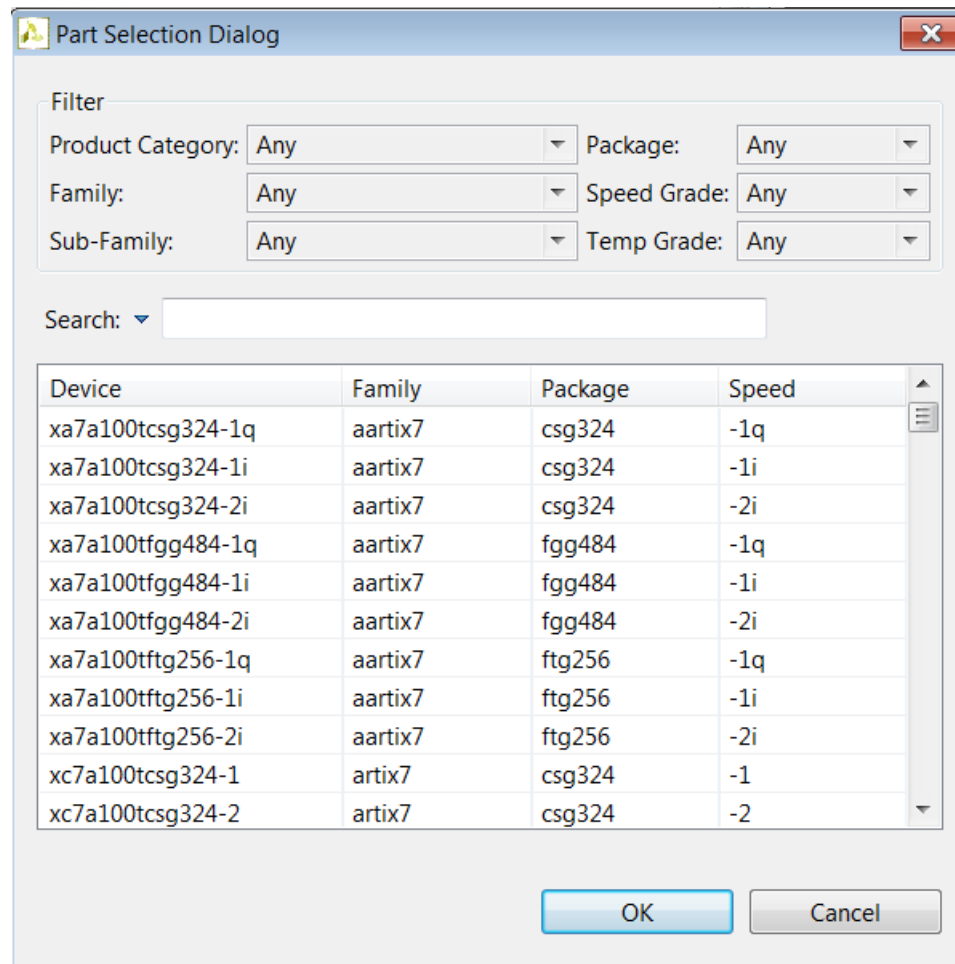 Part Selection Dialog
Filter
Product Category: Any Package: Any
Family: Any Speed Grade: Any
Sub-Family: Any Temp Grade: Any
Search:
Device Family Package Speed
xa7a100tcsg324-1q aartix7 csg324 -1q
xa7a100tcsg324-1i aartix7 csg324 -1i
xa7a100tcsg324-2i aartix7 csg324 -2i
xa7a100tfgg484-1q aartix7 fgg484 -1q
xa7a100tfgg484-1i aartix7 fgg484 -1i
xa7a100tfgg484-2i aartix7 fgg484 -2i
xa7a100tftg256-1q aartix7 ftg256 -1q
xa7a100tftg256-1i aartix7 ftg256 -1i
xa7a100tftg256-2i aartix7 ftg256 -2i
xc7a100tcsg324-1 artix7 csg324 -1
xc7a100tcsg324-2 artix7 csg324 -2
OK Cancel